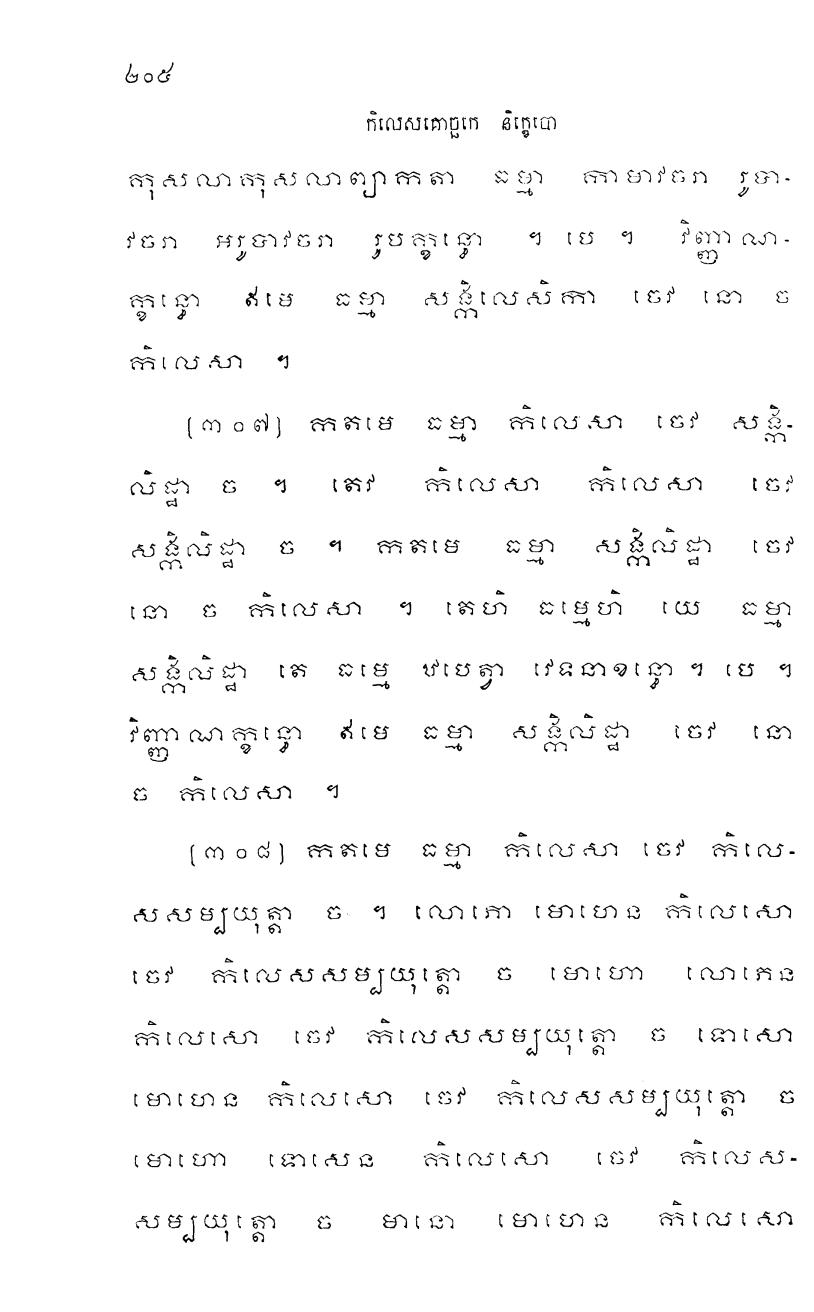 ២០៥
កិលេសគោច្ឆកេ និក្ខេបោ
កុសលាកុសលាព្យាកតា ធម្មា កាមាវចរា រូបា-
វចរា អរូបាវចរា រូបក្ខន្ធោ ។ បេ ។ វិញ្ញាណ-
ក្ខន្ធោ ឥមេ ធម្មា សង្កិលេសិកា ចេវ នោ ច
កិលេសា ។
(៣០៧) កតមេ ធម្មា កិលេសា ចេវ សង្កិ-
លិដ្ឋា ច ។ តេវ កិលេសា កិលេសា ចេវ
សង្កិលិដ្ឋា ច ។ កតមេ ធម្មា សង្កិលិដ្ឋា ចេវ
នោ ច កិលេសា ។ តេហិ ធម្មេហិ យេ ធម្មា
សង្កិលិដ្ឋា តេ ធម្មេ ឋបេត្វា វេទនាខន្ធោ ។ បេ ។
វិញ្ញាណក្ខន្ធោ ឥមេ ធម្មា សង្កិលិដ្ឋា ចេវ នោ
ច កិលេសា ។
(៣០៨) កតមេ ធម្មា កិលេសា ចេវ កិលេ-
សសម្បយុត្តា ច ។ លោភោ មោហេន កិលេសោ
ចេវ កិលេសសម្បយុត្តោ ច មោហោ លោភេន
កិលេសោ ចេវ កិលេសសម្បយុត្តោ ច ទោសោ
មោហេន កិលេសោ ចេវ កិលេសសម្បយុត្តោ ច
មោហោ ទោសេន កិលេសោ ចេវ កិលេស-
សម្បយុត្តោ ច មានោ មោហេន កិលេសោ